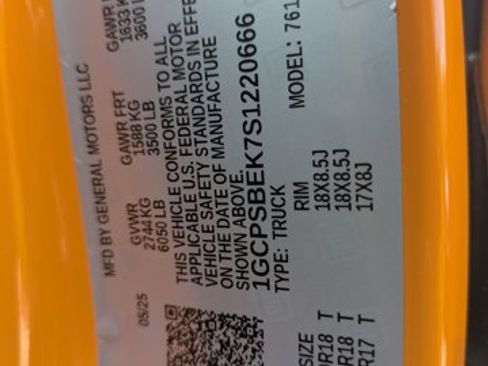 MFD BY GENERAL MOTORS LLC
05/25
GVWR
2744 KG
6050 LB
GAWR FRT
1588 KG
3500 LB
GAWR
1633 K
3600 L
THIS VEHICLE CONFORMS TO ALL
APPLICABLE U.S. FEDERAL MOTOR
VEHICLE SAFETY STANDARDS IN EFFE
ON THE DATE OF MANUFACTURE
SHOWN ABOVE.
1GCPSBEK7S1220666
TYPE: TRUCK MODEL: 761
SIZE RIM
R18 T 18X8.5J
R18 T 18X8.5J
R17 T 17X8J